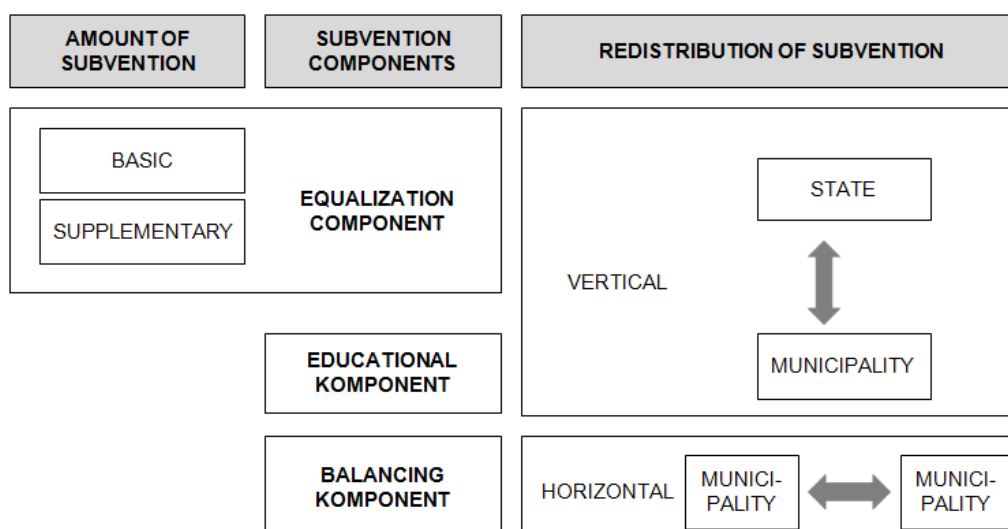 AMOUNT OF
SUBVENTION
SUBVENTION
COMPONENTS
REDISTRIBUTION OF SUBVENTION
BASIC
SUPPLEMENTARY
EQUALIZATION
COMPONENT
STATE
VERTICAL
MUNICIPALITY
EDUCATIONAL
KOMPONENT
BALANCING
KOMPONENT
HORIZONTAL
MUNICI-
PALITY
MUNICI-
PALITY